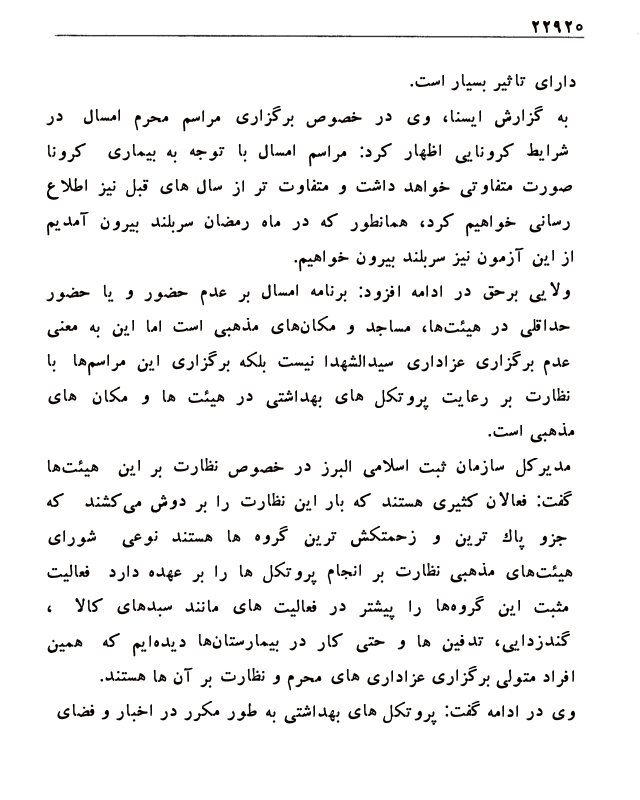 ۲۲۹۲۵
دارای تاثیر بسیار است.
به گزارش ایسنا، وی در خصوص برگزاری مراسم محرم امسال در
شرایط کرونایی اظهار کرد: مراسم امسال با توجه به بیماری کرونا
صورت متفاوتی خواهد داشت و متفاوت تر از سال های قبل نیز اطلاع
رسانی خواهیم کرد، همانطور که در ماه رمضان سربلند بیرون آمدیم
از این آزمون نیز سربلند بیرون خواهیم.
ولایی برحق در ادامه افزود: برنامه امسال بر عدم حضور و یا حضور
حداقلی در هیئت‌ها، مساجد و مکان‌های مذهبی است اما این به معنی
عدم برگزاری عزاداری سیدالشهدا نیست بلکه برگزاری این مراسم‌ها با
نظارت بر رعایت پروتکل های بهداشتی در هیئت ها و مکان های
مذهبی است.
مدیرکل سازمان ثبت اسلامی البرز در خصوص نظارت بر این هیئت‌ها
گفت: فعالان کثیری هستند که بار این نظارت را بر دوش می‌کشند که
جزو پاك ترین و زحمتکش ترین گروه ها هستند نوعی شورای
هیئت‌های مذهبی نظارت بر انجام پروتکل ها را بر عهده دارد فعالیت
مثبت این گروه‌ها را پیشتر در فعالیت های مانند سبدهای کالا ،
گندزدایی، تدفین ها و حتی کار در بیمارستان‌ها دیده‌ایم که همین
افراد متولی برگزاری عزاداری های محرم و نظارت بر آن ها هستند.
وی در ادامه گفت: پروتکل های بهداشتی به طور مکرر در اخبار و فضای